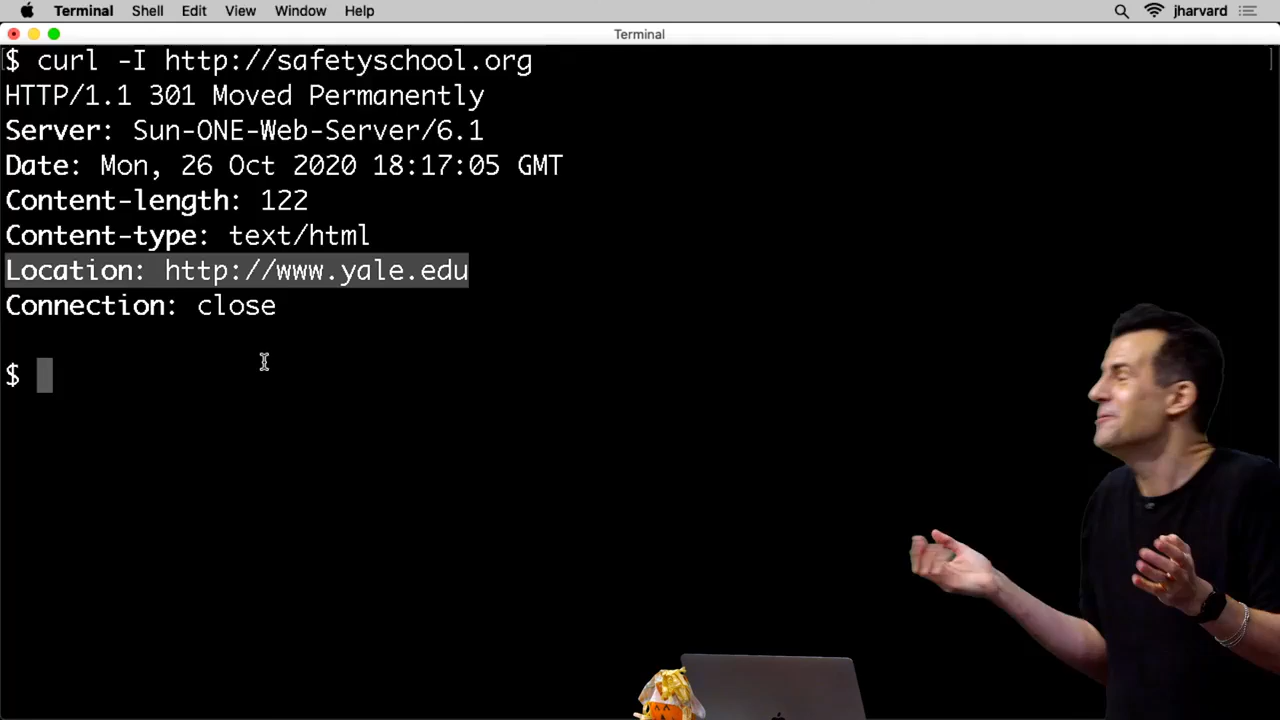 Terminal Shell Edit View Window Help jharvard
Terminal
$ curl -I http://safetyschool.org
HTTP/1.1 301 Moved Permanently
Server: Sun-ONE-Web-Server/6.1
Date: Mon, 26 Oct 2020 18:17:05 GMT
Content-length: 122
Content-type: text/html
Location: http://www.yale.edu
Connection: close
$